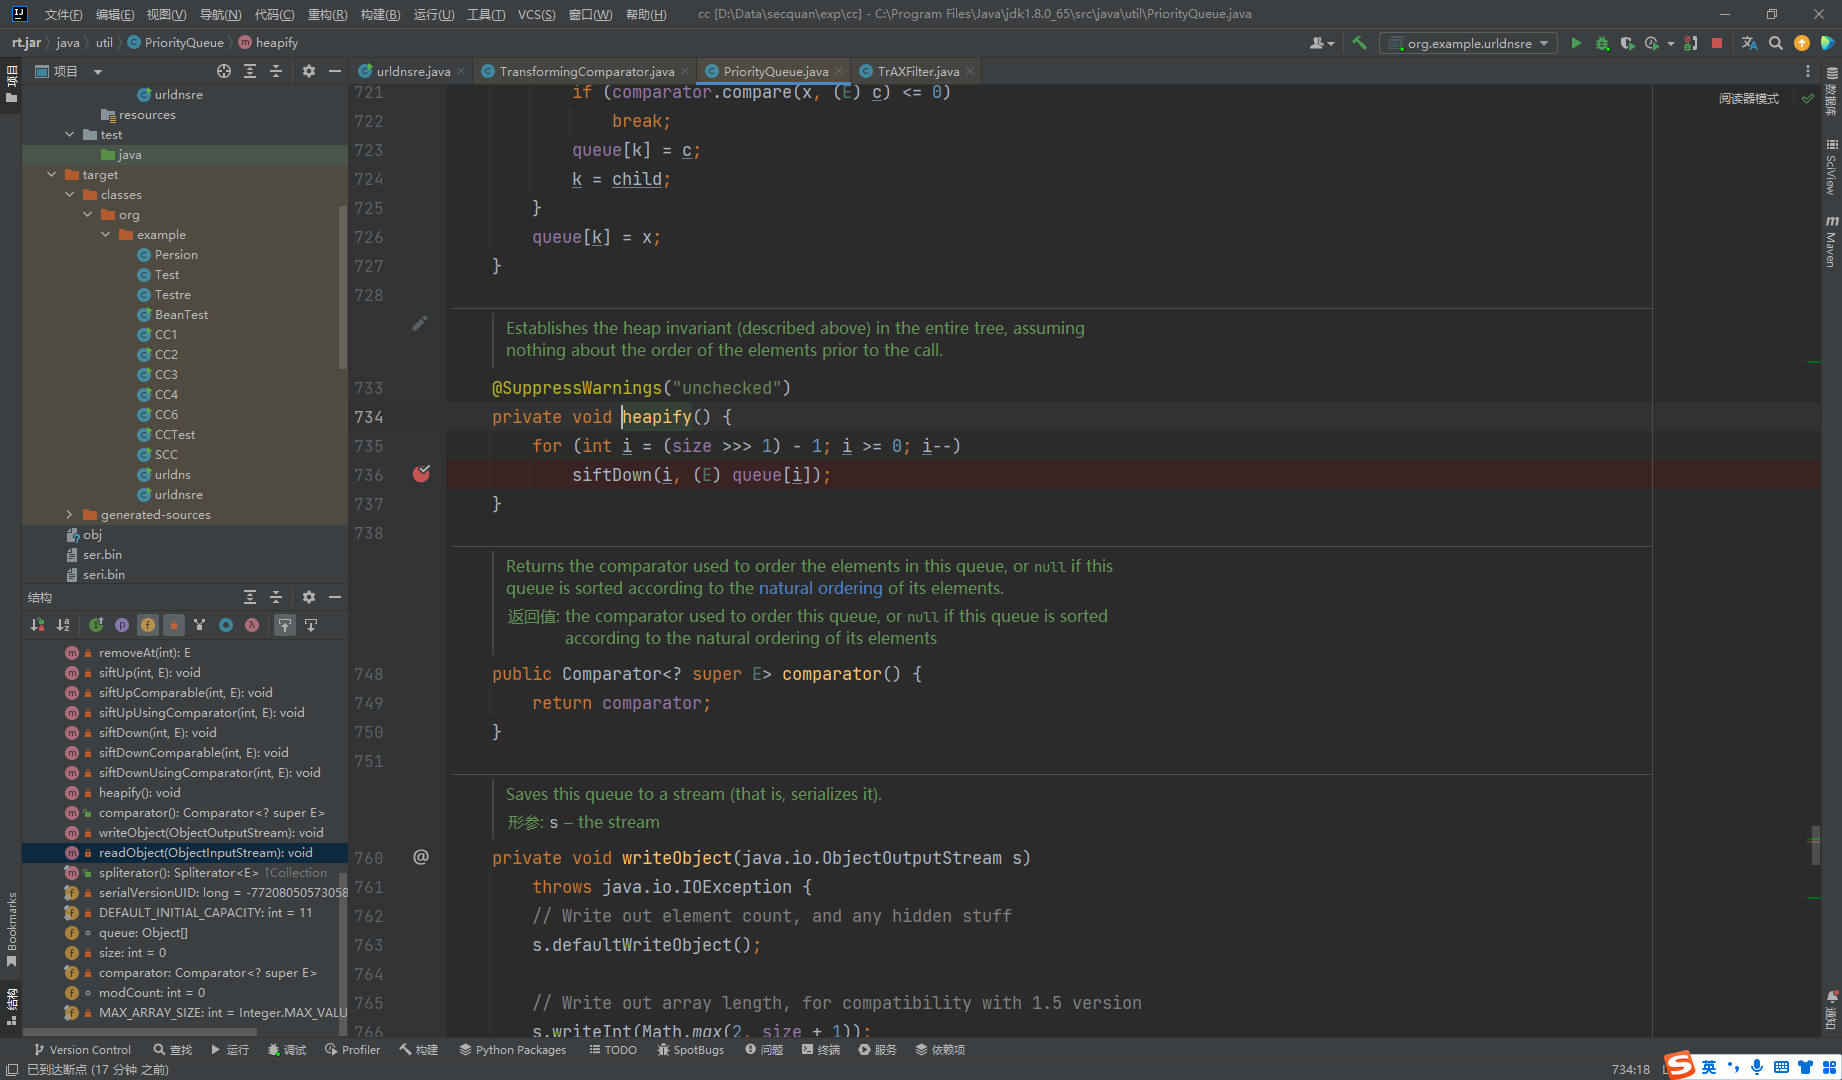 文件(F) 编辑(E) 视图(V) 导航(N) 代码(C) 重构(R) 构建(B) 运行(U) 工具(T) VCS(S) 窗口(W) 帮助(H) cc [D:\Data\secquan\exp\cc] - C:\Program Files\Java\jdk1.8.0_65\src\java\util\PriorityQueue.java
rt.jar java util PriorityQueue heapify org.example.urldnsre
项目
项目
urldnsre
resources
test
java
target
classes
org
example
Persion
Test
Testre
BeanTest
CC1
CC2
CC3
CC4
CC6
CCTest
SCC
urldns
urldnsre
generated-sources
obj
ser.bin
seri.bin
结构
removeAt(int): E
siftUp(int, E): void
siftUpComparable(int, E): void
siftUpUsingComparator(int, E): void
siftDown(int, E): void
siftDownComparable(int, E): void
siftDownUsingComparator(int, E): void
heapify(): void
comparator(): Comparator<? super E>
writeObject(ObjectOutputStream): void
readObject(ObjectInputStream): void
spliterator(): Spliterator<E> ↑Collection
serialVersionUID: long = -77208050573058
DEFAULT_INITIAL_CAPACITY: int = 11
queue: Object[]
size: int = 0
comparator: Comparator<? super E>
modCount: int = 0
MAX_ARRAY_SIZE: int = Integer.MAX_VALU
Bookmarks
结构
urldnsre.java TransformingComparator.java PriorityQueue.java TrAXFilter.java
阅读器模式
721 if (comparator.compare(x, (E) c) <= 0)
722 break;
723 queue[k] = c;
724 k = child;
725 }
726 queue[k] = x;
727 }
728
Establishes the heap invariant (described above) in the entire tree, assuming
nothing about the order of the elements prior to the call.
733 @SuppressWarnings("unchecked")
734 private void heapify() {
735 for (int i = (size >>> 1) - 1; i >= 0; i--)
736 siftDown(i, (E) queue[i]);
737 }
738
Returns the comparator used to order the elements in this queue, or null if this
queue is sorted according to the natural ordering of its elements.
返回值: the comparator used to order this queue, or null if this queue is sorted
according to the natural ordering of its elements
748 public Comparator<? super E> comparator() {
749 return comparator;
750 }
751
Saves this queue to a stream (that is, serializes it).
形参: s – the stream
760 @ private void writeObject(java.io.ObjectOutputStream s)
761 throws java.io.IOException {
762 // Write out element count, and any hidden stuff
763 s.defaultWriteObject();
764
765 // Write out array length, for compatibility with 1.5 version
766 s.writeInt(Math.max(2, size + 1));
数据库
SciView
Maven
通知
Version Control 查找 运行 调试 Profiler 构建 Python Packages TODO SpotBugs 问题 终端 服务 依赖项
已到达断点 (17 分钟 之前) 734:18 英